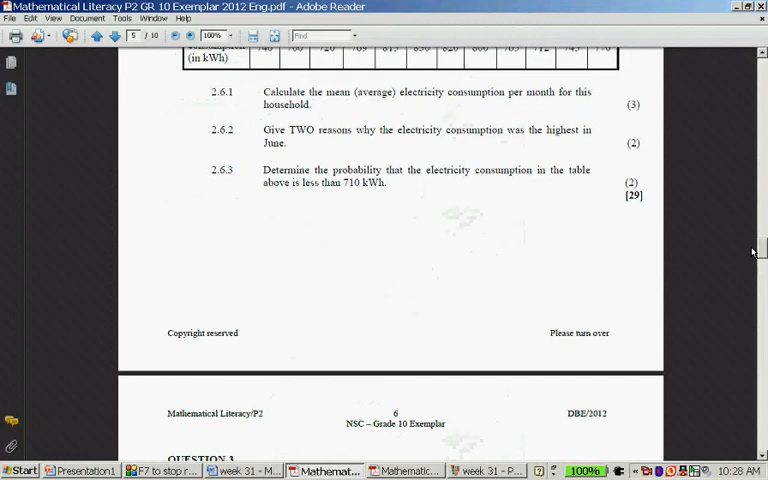 Mathematical Literacy P2 GR 10 Exemplar 2012 Eng.pdf - Adobe Reader
File Edit View Document Tools Window Help
5 / 10 100% Find
(in kWh)
2.6.1 Calculate the mean (average) electricity consumption per month for this
household. (3)
2.6.2 Give TWO reasons why the electricity consumption was the highest in
June. (2)
2.6.3 Determine the probability that the electricity consumption in the table
above is less than 710 kWh. (2)
[29]
Copyright reserved Please turn over
Mathematical Literacy/P2 6 DBE/2012
NSC – Grade 10 Exemplar
QUESTION 3
Start Presentation1 F7 to stop r... week 31 - M... Mathemat... Mathematic... week 31 - P... 100% 10:28 AM